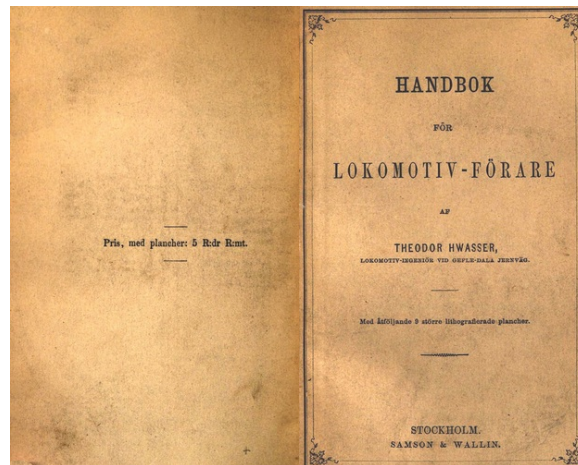 Pris, med plancher: 5 R:dr R:mt.
HANDBOK
FÖR
LOKOMOTIV-FÖRARE
AF
THEODOR HWASSER,
LOKOMOTIV-INGENIÖR VID GEFLE-DALA JERNVÄG.
Med åtföljande 9 större lithografierade plancher.
STOCKHOLM.
SAMSON & WALLIN.